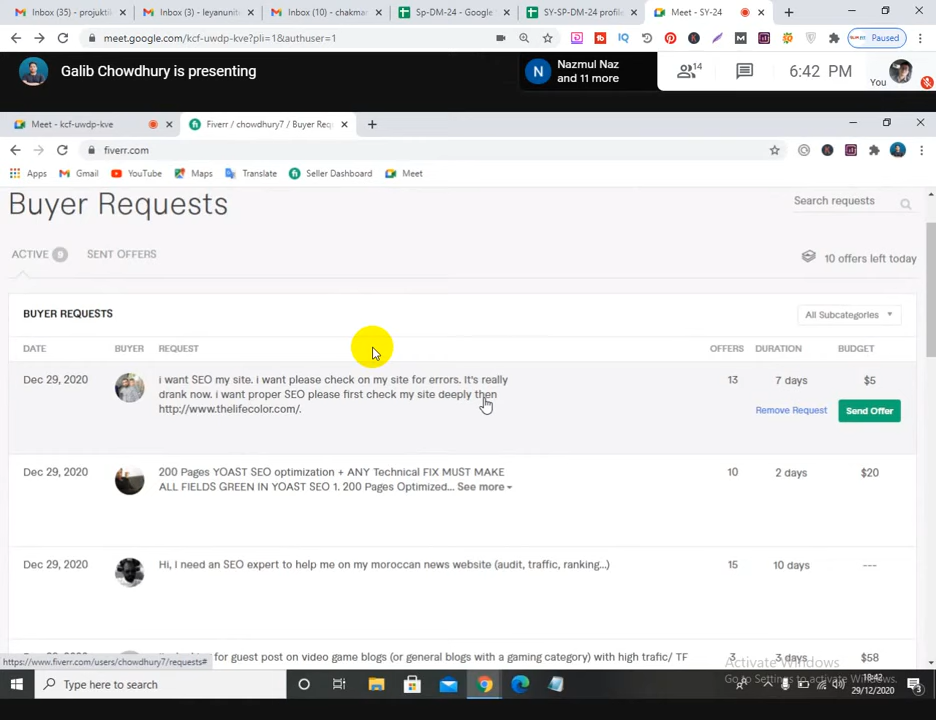 Inbox (35) - projukti
Inbox (3) - leyanunit
Inbox (10) - chakma
Sp-DM-24 - Google
SY-SP-DM-24 profile
Meet - SY-24
meet.google.com/kcf-uwdp-kve?pli=1&authuser=1
Paused
Galib Chowdhury is presenting
N
Nazmul Naz
and 11 more
14
6:42 PM
You
Meet - kcf-uwdp-kve
Fiverr / chowdhury7 / Buyer Req
fiverr.com
Apps
Gmail
YouTube
Maps
Translate
Seller Dashboard
Meet
Buyer Requests
Search requests
ACTIVE 9
SENT OFFERS
10 offers left today
BUYER REQUESTS
All Subcategories
DATE BUYER REQUEST OFFERS DURATION BUDGET
Dec 29, 2020
i want SEO my site. i want please check on my site for errors. It's really
drank now. i want proper SEO please first check my site deeply then
http://www.thelifecolor.com/.
13 7 days $5
Remove Request
Send Offer
Dec 29, 2020
200 Pages YOAST SEO optimization + ANY Technical FIX MUST MAKE
ALL FIELDS GREEN IN YOAST SEO 1. 200 Pages Optimized... See more
10 2 days $20
Dec 29, 2020
Hi, I need an SEO expert to help me on my moroccan news website (audit, traffic, ranking...)
15 10 days ---
for guest post on video game blogs (or general blogs with a gaming category) with high trafic/ TF
3 3 days $58
https://www.fiverr.com/users/chowdhury7/requests#
Activate Windows
Go to Settings to activate Windows.
Type here to search
18:42
29/12/2020
3